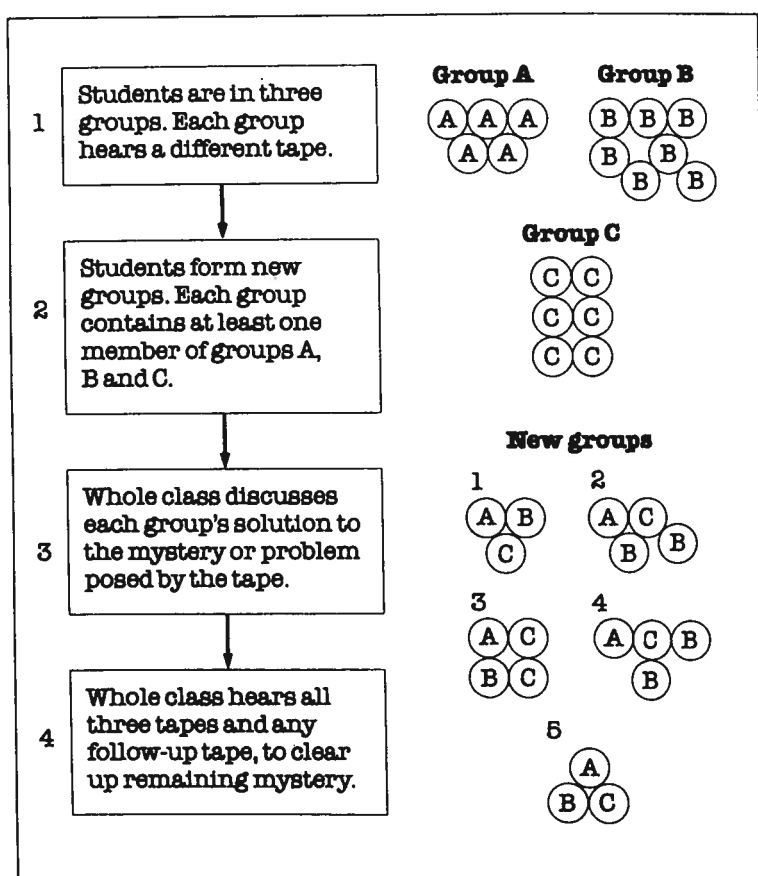 1
Students are in three
groups. Each group
hears a different tape.
2
Students form new
groups. Each group
contains at least one
member of groups A,
B and C.
3
Whole class discusses
each group's solution to
the mystery or problem
posed by the tape.
4
Whole class hears all
three tapes and any
follow-up tape, to clear
up remaining mystery.
Group A
A A A
A A
Group B
B B B
B B
B B
Group C
C C
C C
C C
New groups
1
A B
C
2
A C
B B
3
A C
B C
4
A C B
B
5
A
B C